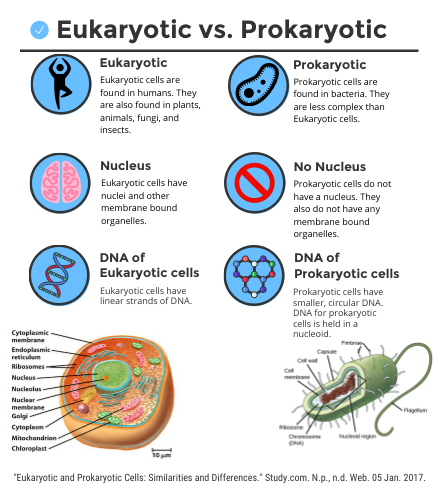 Eukaryotic vs. Prokaryotic
Eukaryotic
Eukaryotic cells are
found in humans. They
are also found in plants,
animals, fungi, and
insects.
Prokaryotic
Prokaryotic cells are
found in bacteria. They
are less complex than
Eukaryotic cells.
Nucleus
Eukaryotic cells have
nuclei and other
membrane bound
organelles.
No Nucleus
Prokaryotic cells do not
have a nucleus. They
also do not have any
membrane bound
organelles.
DNA of
Eukaryotic cells
Eukaryotic cells have
linear strands of DNA.
DNA of
Prokaryotic cells
Prokaryotic cells have
smaller, circular DNA.
DNA for prokaryotic
cells is held in a
nucleoid.
Cytoplasmic
membrane
Endoplasmic
reticulum
Ribosomes
Nucleus
Nucleolus
Nuclear
membrane
Golgi
Cytoplasm
Mitochondrion
Chloroplast
10 μm
Fimbriae
Capsule
Cell wall
Cell
membrane
Flagellum
Ribosome
Chromosome
(DNA)
Nucleoid region
"Eukaryotic and Prokaryotic Cells: Similarities and Differences." Study.com. N.p., n.d. Web. 05 Jan. 2017.